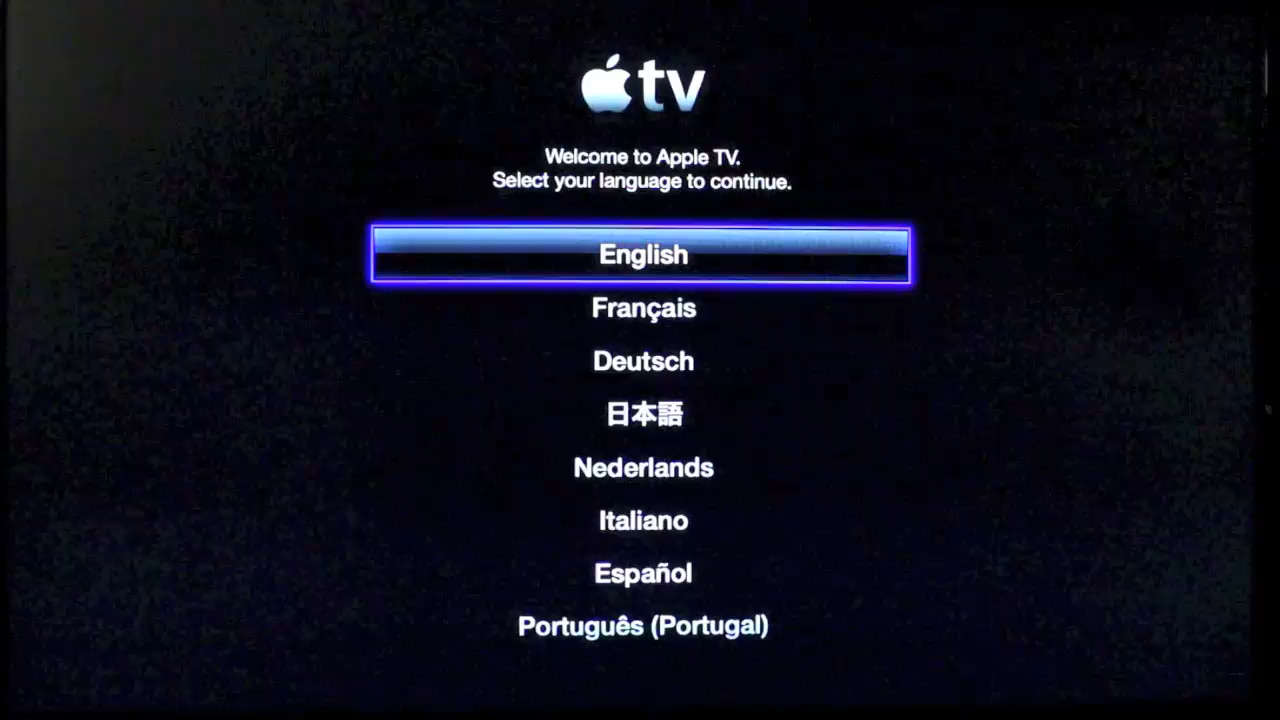 tv
Welcome to Apple TV.
Select your language to continue.
English
Français
Deutsch
日本語
Nederlands
Italiano
Español
Português (Portugal)